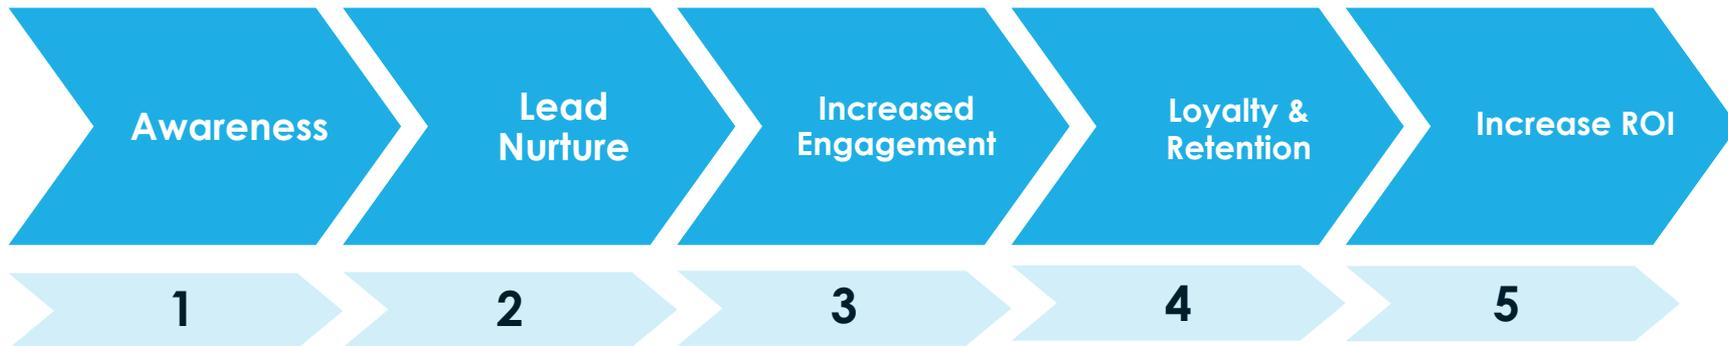 Awareness
Lead
Nurture
Increased
Engagement
Loyalty &
Retention
Increase ROI
1
2
3
4
5